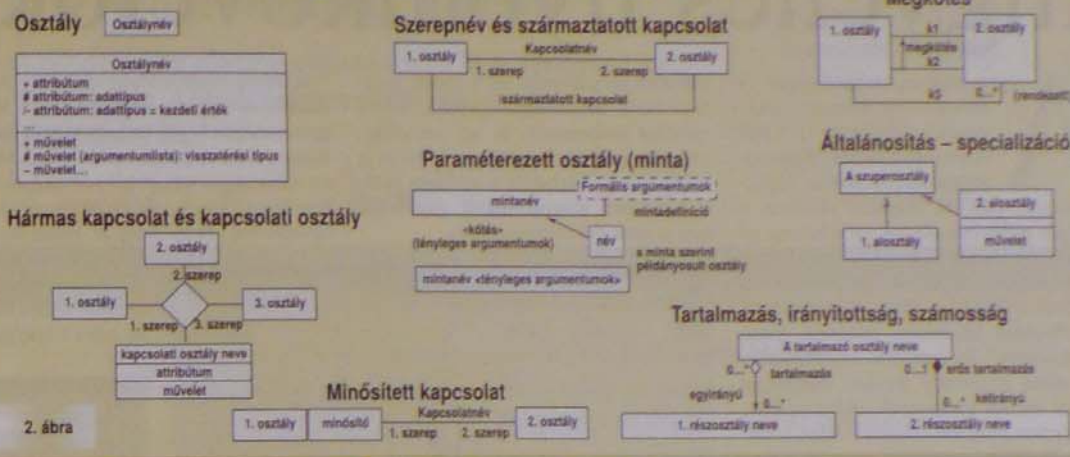 Osztály
Osztálynév
Osztálynév
+ attribútum
# attribútum: adattípus
/- attribútum: adattípus = kezdeti érték
...
+ művelet
# művelet (argumentumlista): visszatérési típus
– művelet...
Hármas kapcsolat és kapcsolati osztály
2. osztály
2. szerep
1. osztály
3. osztály
1. szerep
3. szerep
kapcsolati osztály neve
attribútum
művelet
2. ábra
Szerepnév és származtatott kapcsolat
1. osztály
Kapcsolatnév
2. osztály
1. szerep
2. szerep
/származtatott kapcsolat
Paraméterezett osztály (minta)
Formális argumentumok
mintanév
mintadefiníció
«kötés»
(tényleges argumentumok)
név
a minta szerint
példányosult osztály
mintanév «tényleges argumentumok»
Minősített kapcsolat
1. osztály
minősítő
Kapcsolatnév
1. szerep
2. szerep
2. osztály
Megkötés
1. osztály
k1
2. osztály
megkötés
k2
k3
0...*
(rendezett)
Általánosítás – specializáció
A szuperosztály
2. alosztály
1. alosztály
művelet
Tartalmazás, irányítottság, számosság
A tartalmazó osztály neve
0...*
tartalmazás
0...1
erős tartalmazás
egyirányú
0...*
0...*
kétirányú
1. részosztály neve
2. részosztály neve